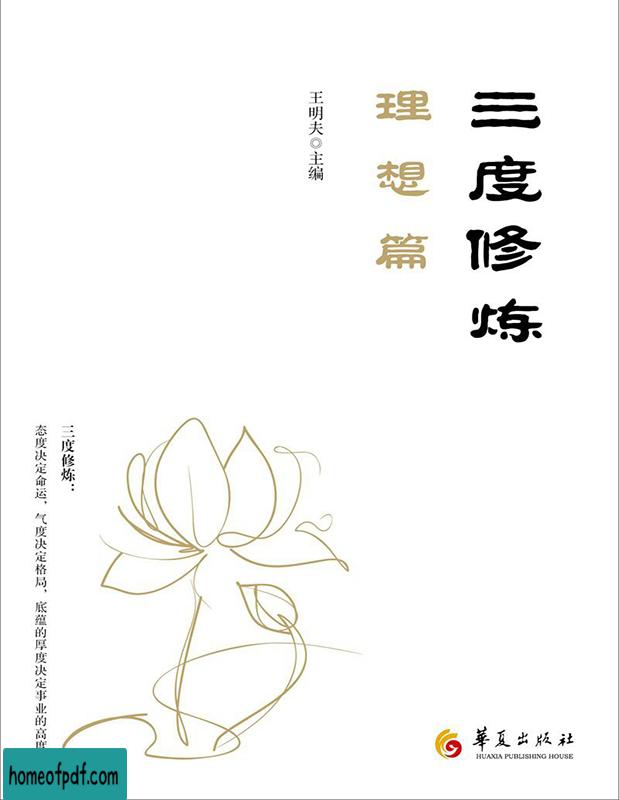 三度修炼
理想篇
王明夫◎主编
三度修炼：
态度决定命运，气度决定格局，底蕴的厚度决定事业的高度
華夏出版社
HUAXIA PUBLISHING HOUSE
homeofpdf.com